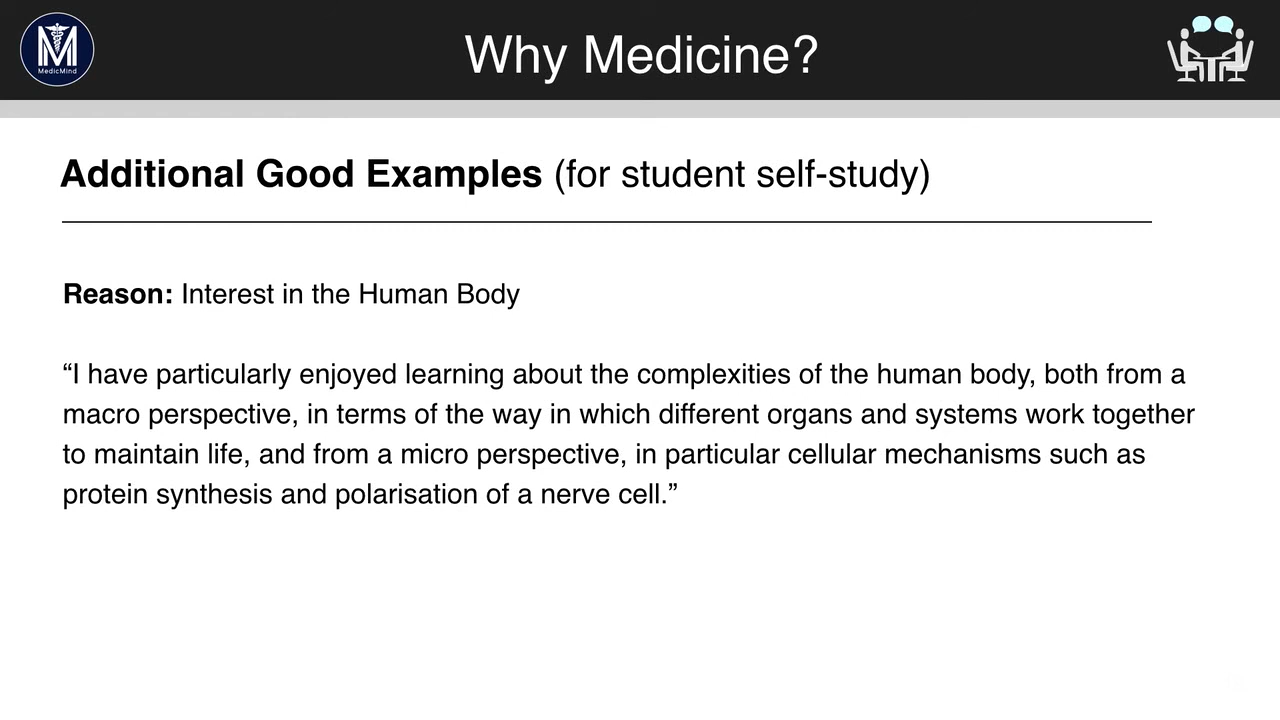 MedicMind
Why Medicine?
Additional Good Examples (for student self-study)
Reason: Interest in the Human Body
“I have particularly enjoyed learning about the complexities of the human body, both from a
macro perspective, in terms of the way in which different organs and systems work together
to maintain life, and from a micro perspective, in particular cellular mechanisms such as
protein synthesis and polarisation of a nerve cell.”